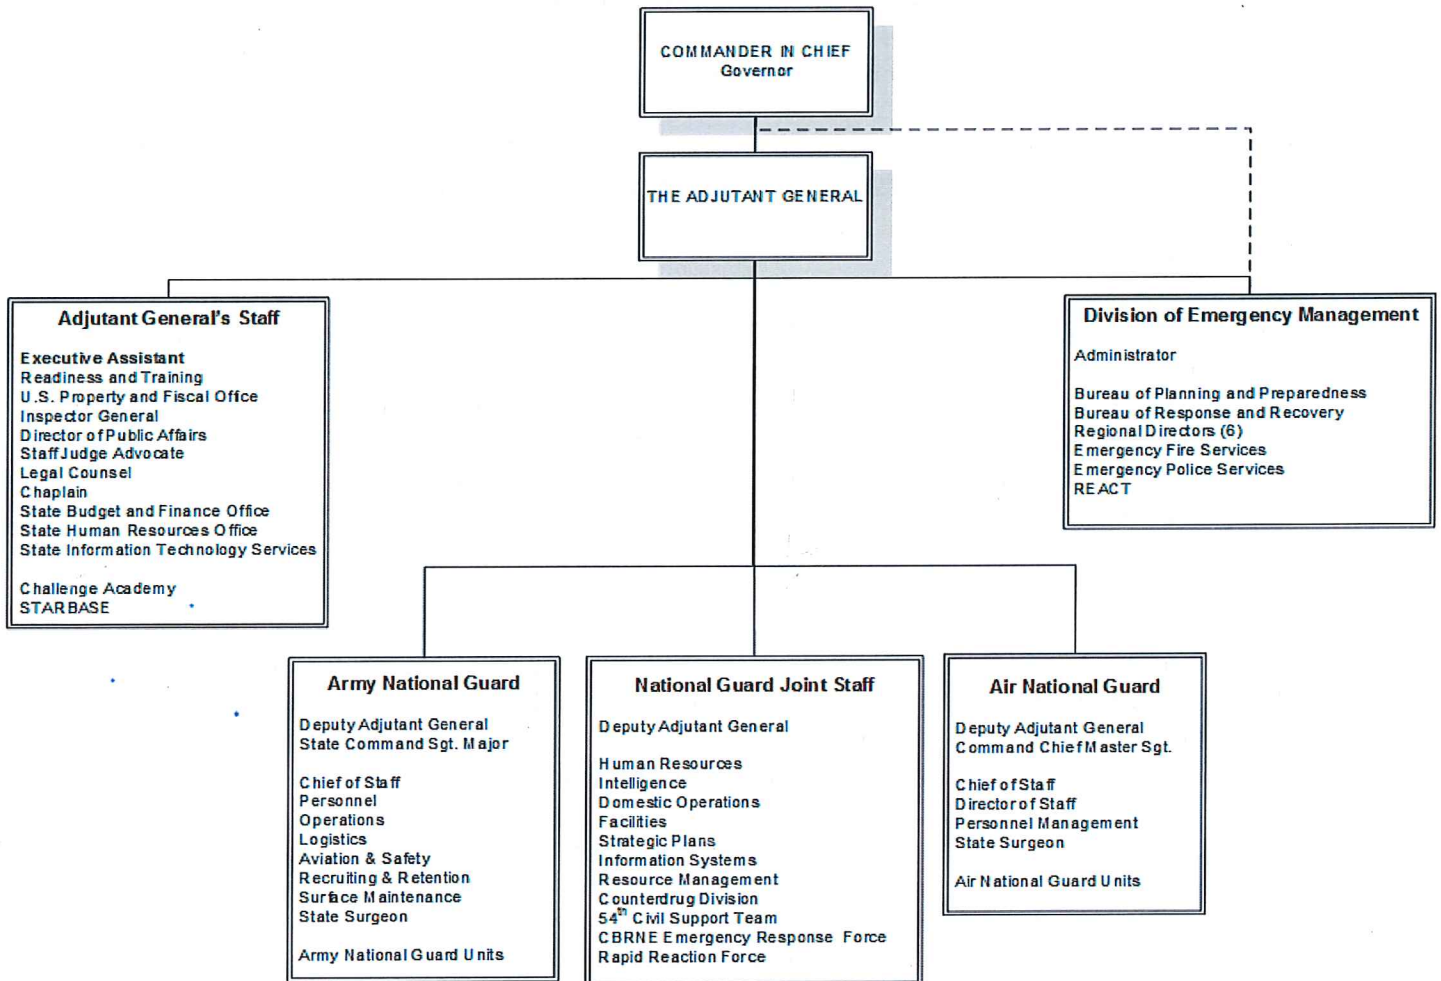 COMMANDER IN CHIEF
Governor
THE ADJUTANT GENERAL
Adjutant General's Staff
Executive Assistant
Readiness and Training
U.S. Property and Fiscal Office
Inspector General
Director of Public Affairs
Staff Judge Advocate
Legal Counsel
Chaplain
State Budget and Finance Office
State Human Resources Office
State Information Technology Services
Challenge Academy
STARBASE
Division of Emergency Management
Administrator
Bureau of Planning and Preparedness
Bureau of Response and Recovery
Regional Directors (6)
Emergency Fire Services
Emergency Police Services
REACT
Army National Guard
Deputy Adjutant General
State Command Sgt. Major
Chief of Staff
Personnel
Operations
Logistics
Aviation & Safety
Recruiting & Retention
Surface Maintenance
State Surgeon
Army National Guard Units
National Guard Joint Staff
Deputy Adjutant General
Human Resources
Intelligence
Domestic Operations
Facilities
Strategic Plans
Information Systems
Resource Management
Counterdrug Division
54th Civil Support Team
CBRNE Emergency Response Force
Rapid Reaction Force
Air National Guard
Deputy Adjutant General
Command Chief Master Sgt.
Chief of Staff
Director of Staff
Personnel Management
State Surgeon
Air National Guard Units